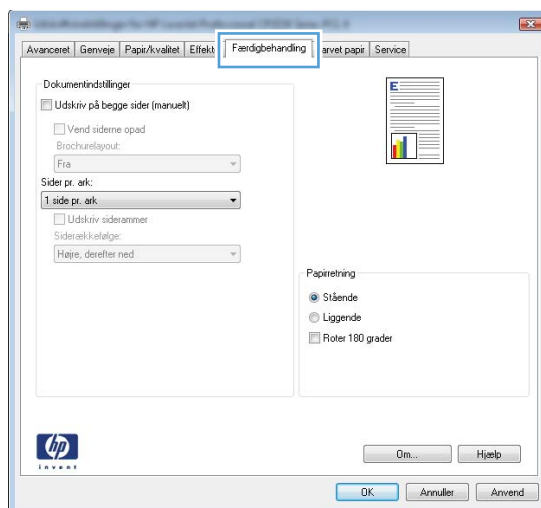 Avanceret Genveje Papir/kvalitet Effekt Færdigbehandling arvet papir Service
Dokumentindstillinger
Udskriv på begge sider (manuelt)
Vend siderne opad
Brochurelayout:
Fra
Sider pr. ark:
1 side pr. ark
Udskriv siderammer
Siderækkefølge:
Højre, derefter ned
E
Papirretning
Stående
Liggende
Roter 180 grader
hp
invent
Om... Hjælp
OK Annuller Anvend